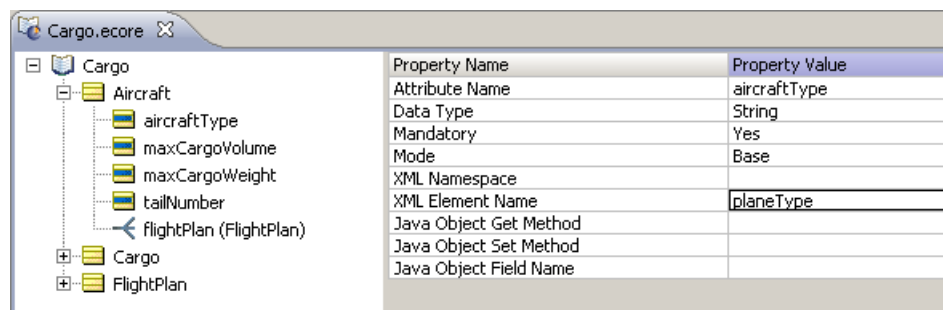 Cargo.ecore
Cargo
Aircraft
aircraftType
maxCargoVolume
maxCargoWeight
tailNumber
flightPlan (FlightPlan)
Cargo
FlightPlan
Property Name Property Value
Attribute Name aircraftType
Data Type String
Mandatory Yes
Mode Base
XML Namespace
XML Element Name planeType
Java Object Get Method
Java Object Set Method
Java Object Field Name